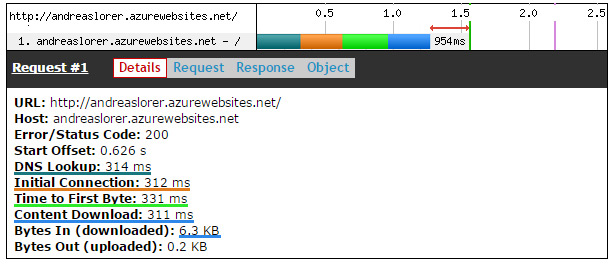 http://andreaslorer.azurewebsites.net/ 0.5 1.0 1.5 2.0 2.5
1. andreaslorer.azurewebsites.net - / 954ms
Request #1 Details Request Response Object
URL: http://andreaslorer.azurewebsites.net/
Host: andreaslorer.azurewebsites.net
Error/Status Code: 200
Start Offset: 0.626 s
DNS Lookup: 314 ms
Initial Connection: 312 ms
Time to First Byte: 331 ms
Content Download: 311 ms
Bytes In (downloaded): 6.3 KB
Bytes Out (uploaded): 0.2 KB